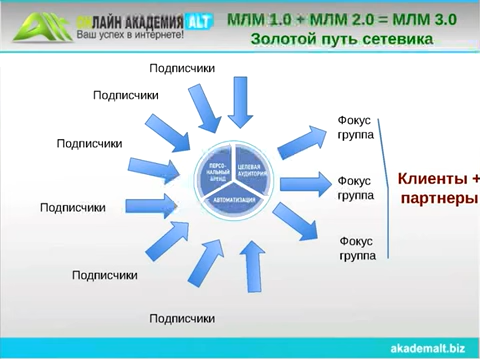 ОНЛАЙН АКАДЕМИЯ ALT
Ваш успех в интернете!
МЛМ 1.0 + МЛМ 2.0 = МЛМ 3.0
Золотой путь сетевика
Подписчики
Подписчики
Подписчики
Подписчики
Подписчики
Подписчики
ПЕРСО-
НАЛЬНЫЙ
БРЕНД
ЦЕЛЕВАЯ
АУДИТОРИЯ
АВТОМАТИЗАЦИЯ
Фокус
группа
Фокус
группа
Фокус
группа
Клиенты +
партнеры
akademalt.biz